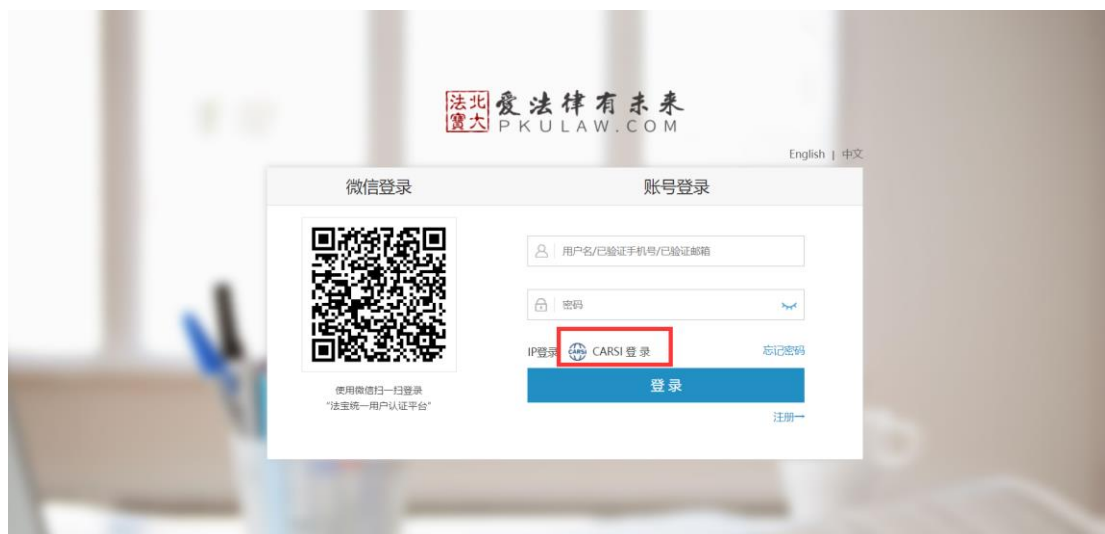 北大法寶
爱法律有未来
PKULAW.COM
English | 中文
微信登录
账号登录
用户名/已验证手机号/已验证邮箱
密码
IP登录 CARSI CARSI 登 录 忘记密码
登 录
使用微信扫一扫登录
“法宝统一用户认证平台”
注册